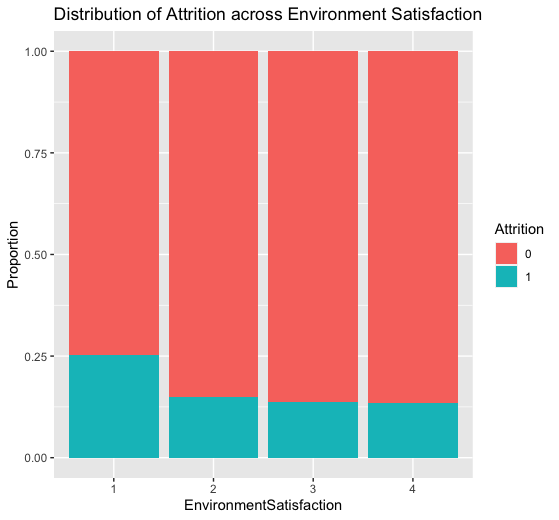 Distribution of Attrition across Environment Satisfaction
1.00
0.75
0.50
0.25
0.00
Proportion
1 2 3 4
EnvironmentSatisfaction
Attrition
0
1